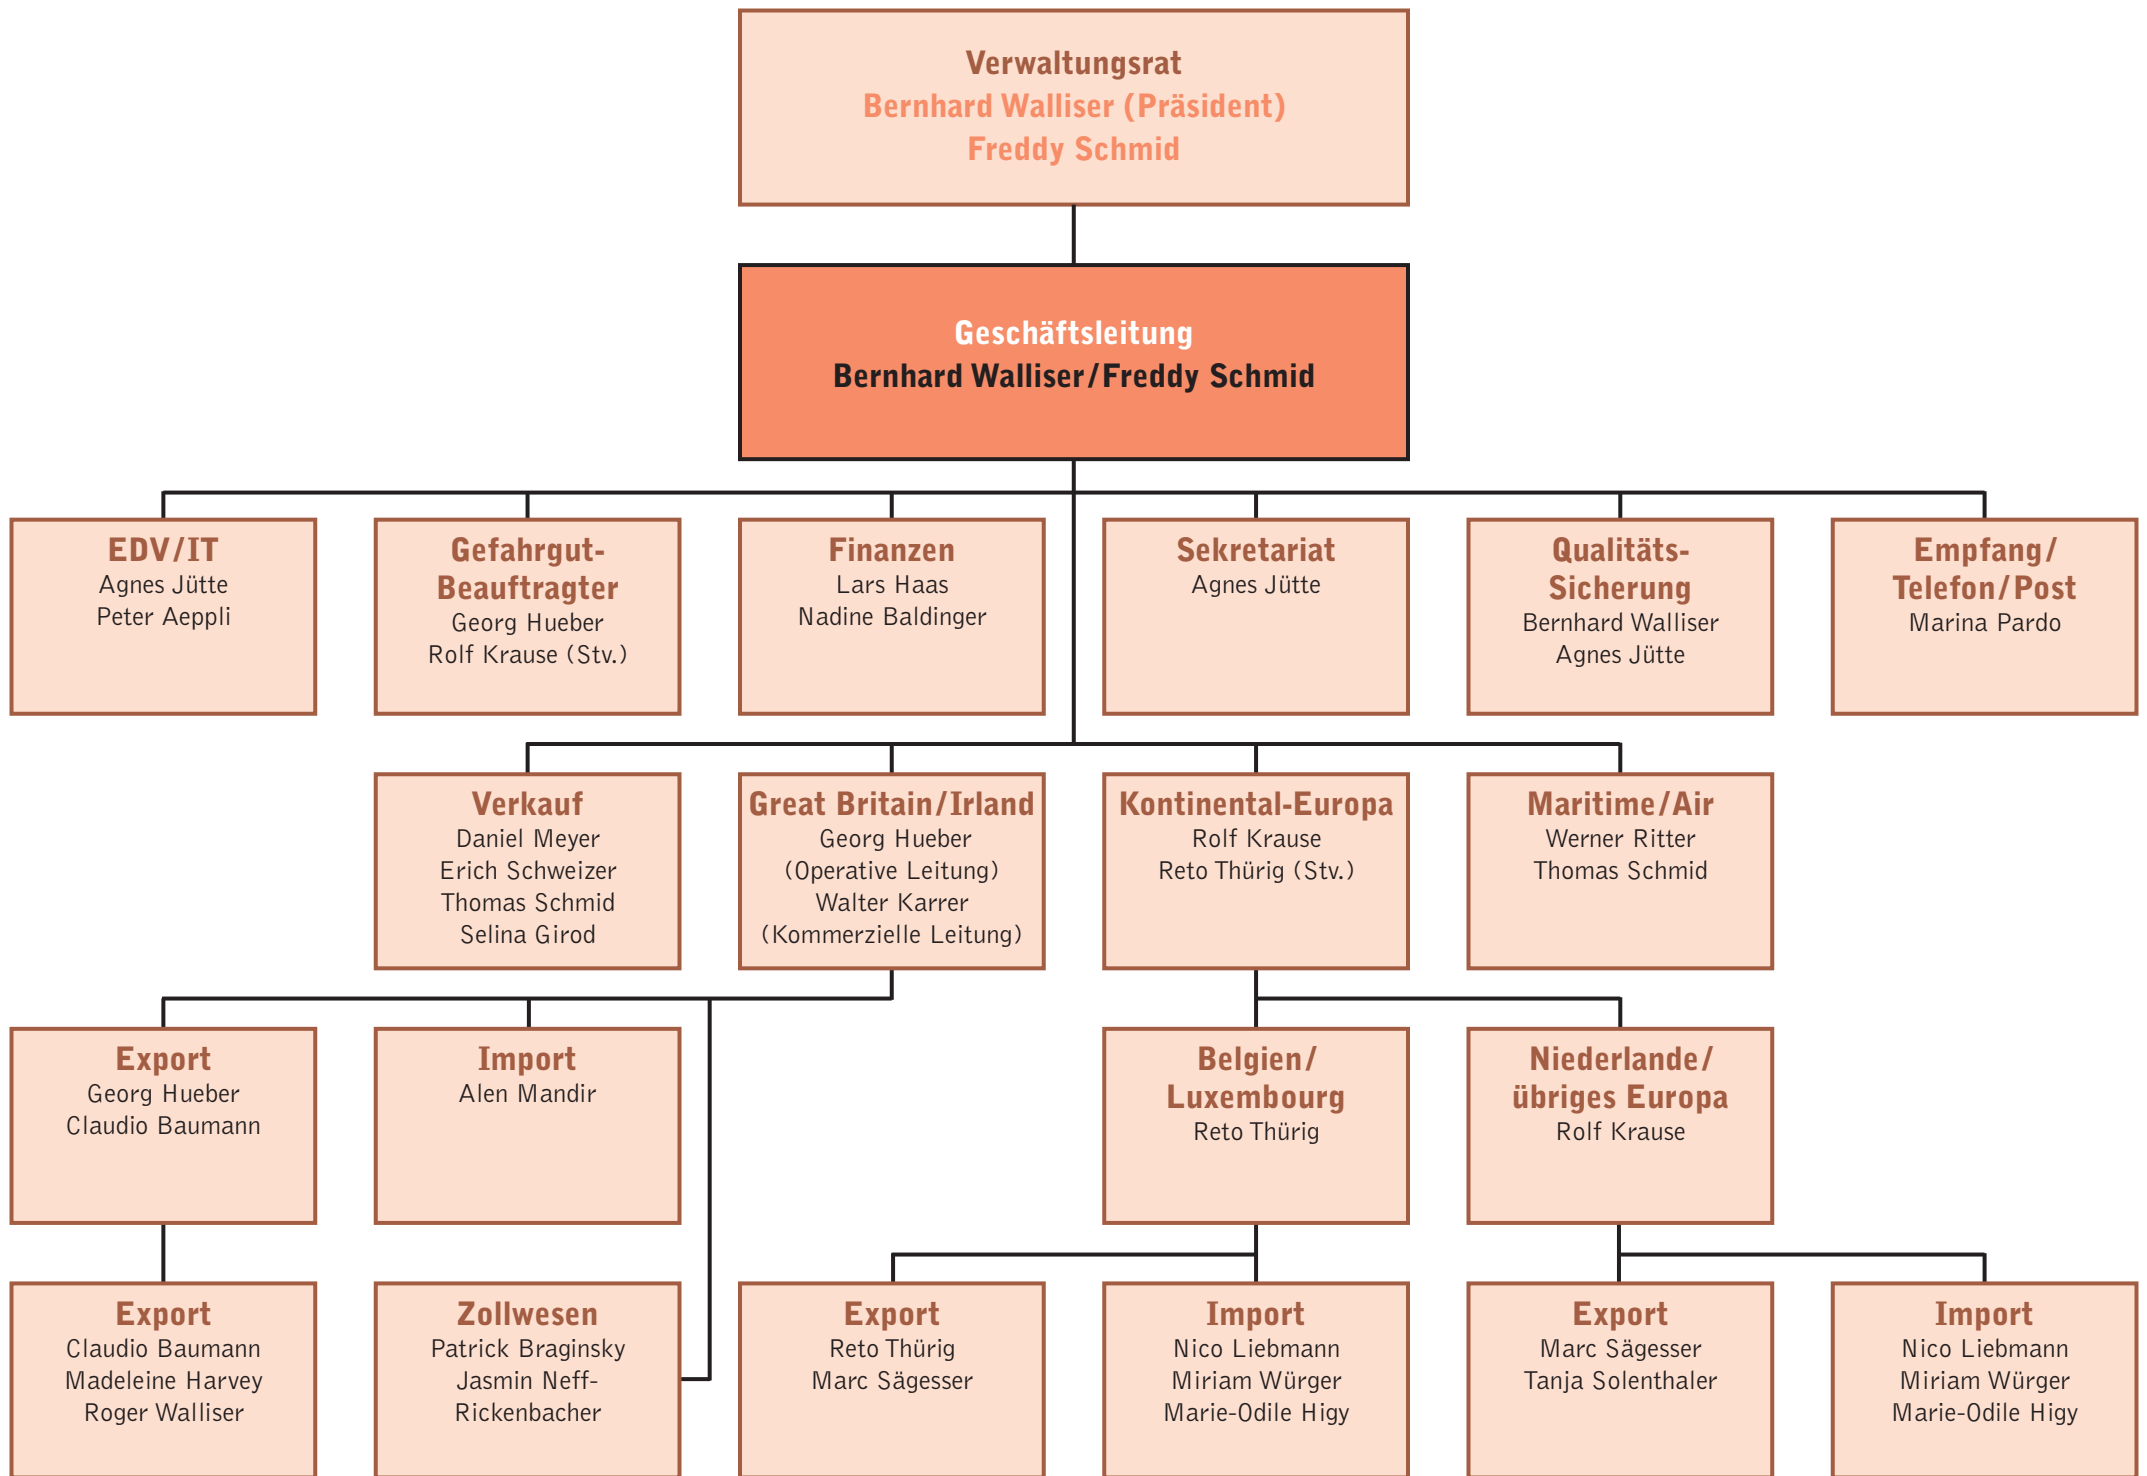 Verwaltungsrat
Bernhard Walliser (Präsident)
Freddy Schmid
Geschäftsleitung
Bernhard Walliser/Freddy Schmid
EDV/IT
Agnes Jütte
Peter Aeppli
Gefahrgut-
Beauftragter
Georg Hueber
Rolf Krause (Stv.)
Finanzen
Lars Haas
Nadine Baldinger
Sekretariat
Agnes Jütte
Qualitäts-
Sicherung
Bernhard Walliser
Agnes Jütte
Empfang/
Telefon/Post
Marina Pardo
Verkauf
Daniel Meyer
Erich Schweizer
Thomas Schmid
Selina Girod
Great Britain/Irland
Georg Hueber
(Operative Leitung)
Walter Karrer
(Kommerzielle Leitung)
Kontinental-Europa
Rolf Krause
Reto Thürig (Stv.)
Maritime/Air
Werner Ritter
Thomas Schmid
Export
Georg Hueber
Claudio Baumann
Import
Alen Mandir
Belgien/
Luxembourg
Reto Thürig
Niederlande/
übriges Europa
Rolf Krause
Export
Claudio Baumann
Madeleine Harvey
Roger Walliser
Zollwesen
Patrick Braginsky
Jasmin Neff-
Rickenbacher
Export
Reto Thürig
Marc Sägesser
Import
Nico Liebmann
Miriam Würger
Marie-Odile Higy
Export
Marc Sägesser
Tanja Solenthaler
Import
Nico Liebmann
Miriam Würger
Marie-Odile Higy